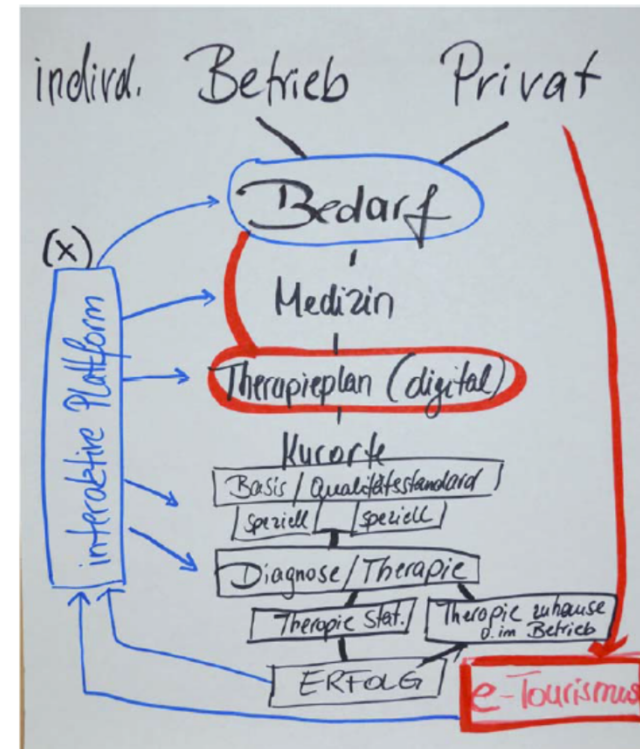 individ. Betrieb Privat
Bedarf
(x)
Medizin
interaktive Plattform
Therapieplan (digital)
Kurorte
Basis / Qualitätsstandard
speziell speziell
Diagnose/Therapie
Therapie Stat.
Therapie zuhause
o. im Betrieb
ERFOLG
e-Tourismus